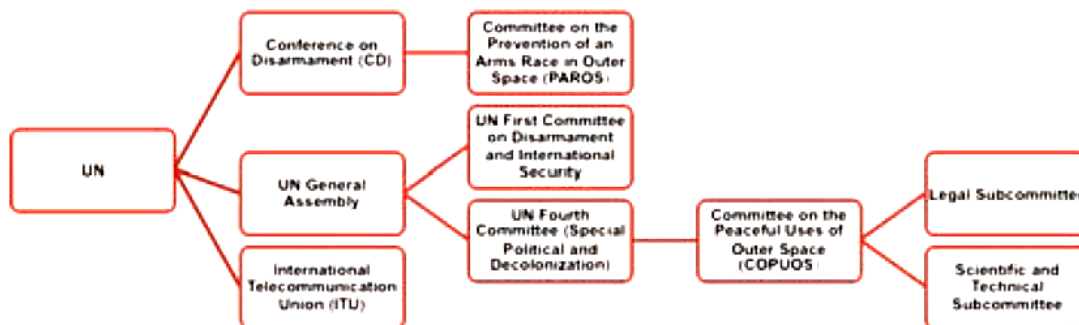 UN
Conference on
Disarmament (CD)
Committee on the
Prevention of an
Arms Race in Outer
Space (PAROS)
UN General
Assembly
UN First Committee
on Disarmament
and International
Security
UN Fourth
Committee (Special
Political and
Decolonization)
Committee on the
Peaceful Uses of
Outer Space
(COPUOS)
Legal Subcommittee
Scientific and
Technical
Subcommittee
International
Telecommunication
Union (ITU)